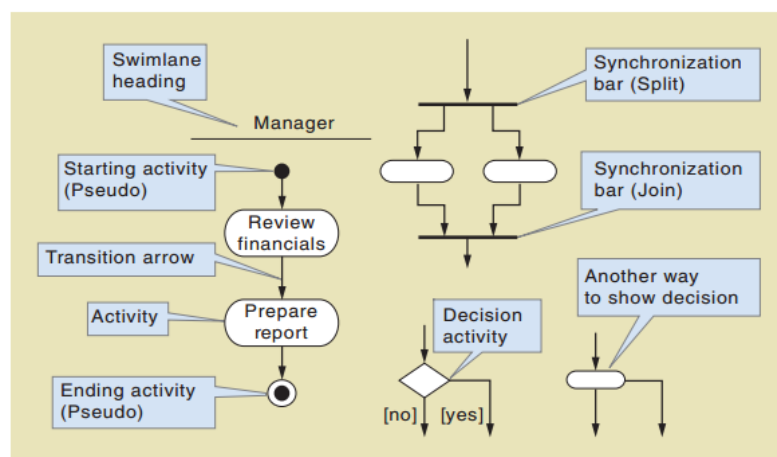 Swimlane
heading
Manager
Starting activity
(Pseudo)
Review
financials
Transition arrow
Activity
Prepare
report
Ending activity
(Pseudo)
Synchronization
bar (Split)
Synchronization
bar (Join)
Decision
activity
[no] [yes]
Another way
to show decision